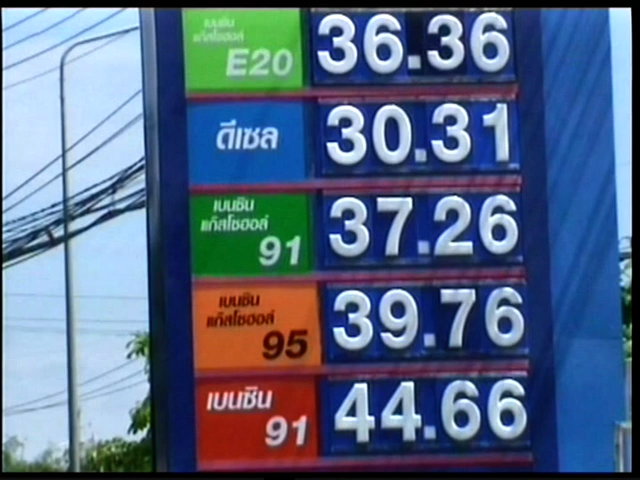 เบนซิน
แก๊สโซฮอล์
E20 36.36
ดีเซล 30.31
เบนซิน
แก๊สโซฮอล์
91 37.26
เบนซิน
แก๊สโซฮอล์
95 39.76
เบนซิน
91 44.66